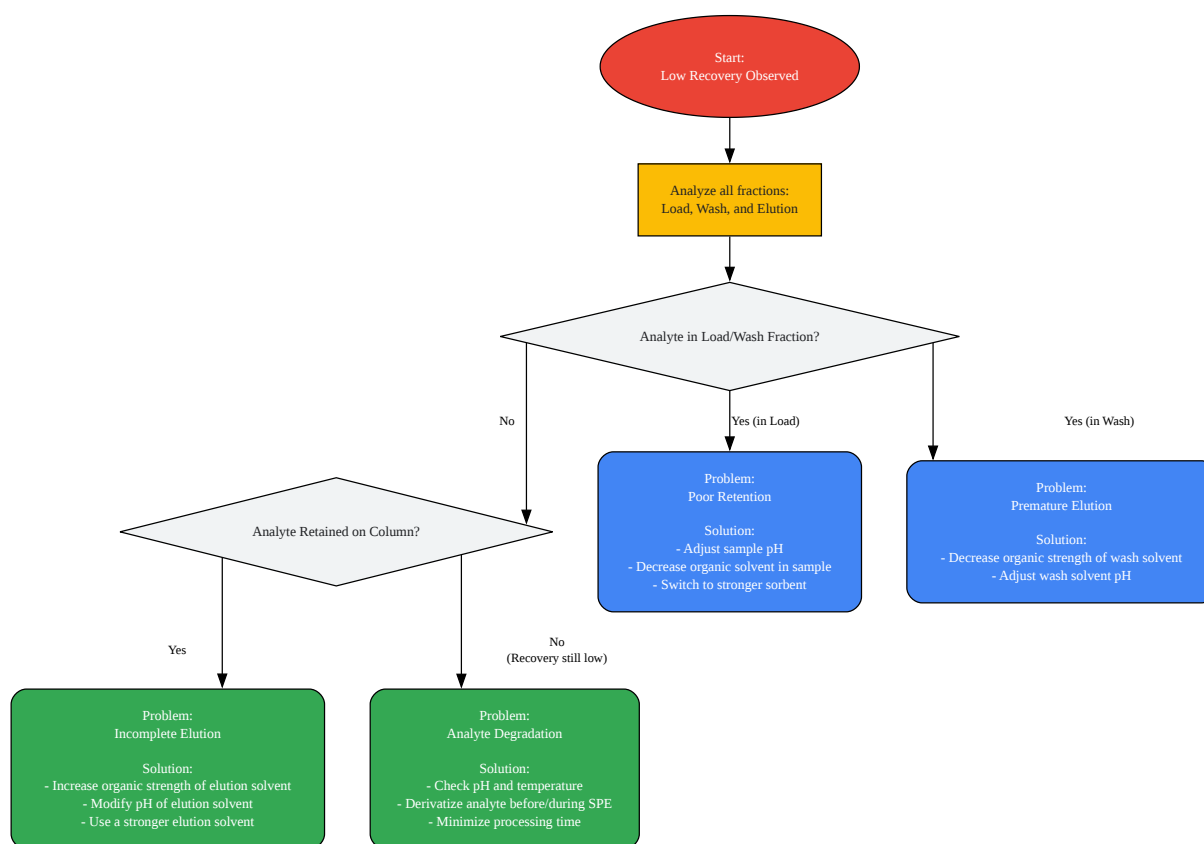 Start:
Low Recovery Observed
Analyze all fractions:
Load, Wash, and Elution
Analyte in Load/Wash Fraction?
No
Yes (in Load)
Yes (in Wash)
Problem:
Poor Retention
Solution:
- Adjust sample pH
- Decrease organic solvent in sample
- Switch to stronger sorbent
Problem:
Premature Elution
Solution:
- Decrease organic strength of wash solvent
- Adjust wash solvent pH
Analyte Retained on Column?
Yes
No
(Recovery still low)
Problem:
Incomplete Elution
Solution:
- Increase organic strength of elution solvent
- Modify pH of elution solvent
- Use a stronger elution solvent
Problem:
Analyte Degradation
Solution:
- Check pH and temperature
- Derivatize analyte before/during SPE
- Minimize processing time